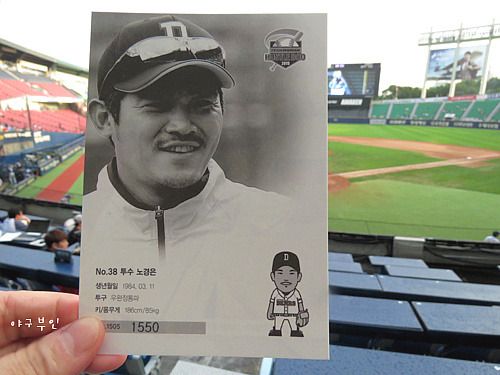 No.38 투수 노경은
생년월일 1984. 03. 11
투구 우완정통파
키/몸무게 186cm/85kg
1505 1550
야구부인
D
D